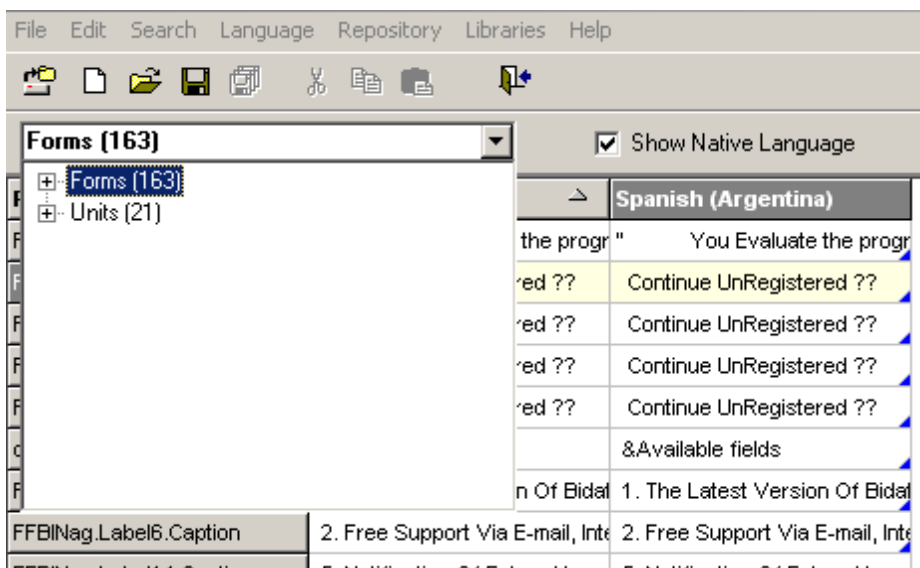 File Edit Search Language Repository Libraries Help
Forms (163)
Show Native Language
Forms (163)
Units (21)
Spanish (Argentina)
the progr " You Evaluate the progr
red ?? Continue UnRegistered ??
red ?? Continue UnRegistered ??
red ?? Continue UnRegistered ??
red ?? Continue UnRegistered ??
&Available fields
n Of Bidaf 1. The Latest Version Of Bidaf
FFBINag.Label6.Caption 2. Free Support Via E-mail, Inte 2. Free Support Via E-mail, Inte